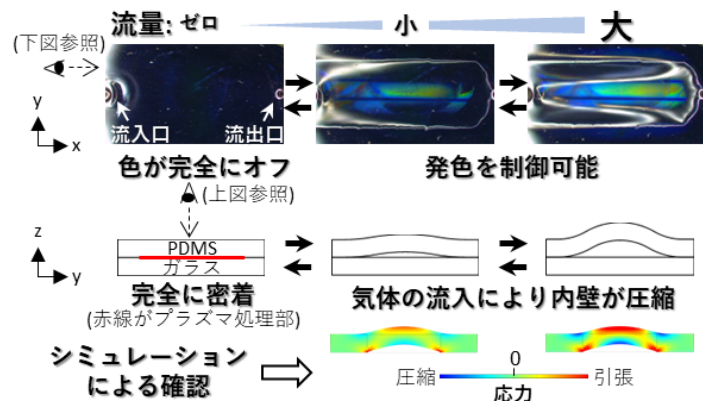 流量: ゼロ 小 大
(下図参照)
流入口 流出口
y
x
色が完全にオフ 発色を制御可能
(上図参照)
z
y
PDMS
ガラス
完全に密着 気体の流入により内壁が圧縮
(赤線がプラズマ処理部)
シミュレーション
による確認
0
圧縮 引張
応力